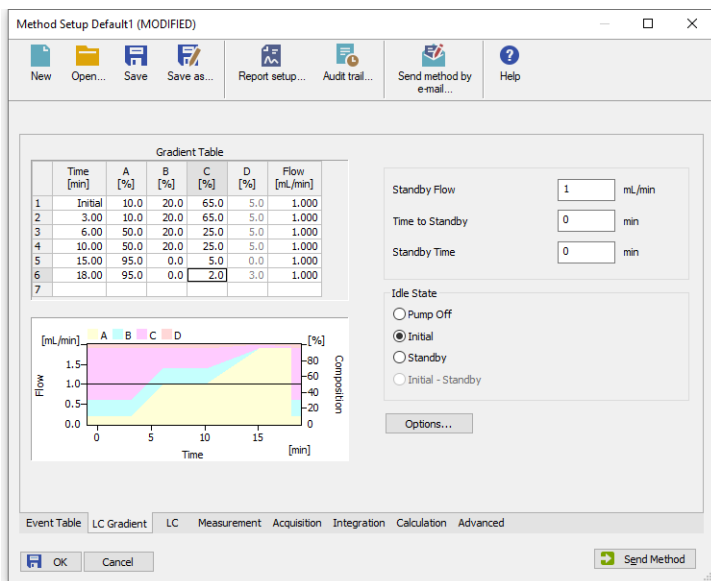 Method Setup Default1 (MODIFIED)
New Open... Save Save as... Report setup... Audit trail... Send method by e-mail... Help
Gradient Table
Time [min] A [%] B [%] C [%] D [%] Flow [mL/min]
1 Initial 10.0 20.0 65.0 5.0 1.000
2 3.00 10.0 20.0 65.0 5.0 1.000
3 6.00 50.0 20.0 25.0 5.0 1.000
4 10.00 50.0 20.0 25.0 5.0 1.000
5 15.00 95.0 0.0 5.0 0.0 1.000
6 18.00 95.0 0.0 2.0 3.0 1.000
7
Standby Flow 1 mL/min
Time to Standby 0 min
Standby Time 0 min
Idle State
Pump Off
Initial
Standby
Initial - Standby
Options...
[mL/min] A B C D [%]
1.5
1.0
0.5
0.0
Flow
80
60
40
20
0
Composition
0 5 10 15 [min]
Time
Event Table LC Gradient LC Measurement Acquisition Integration Calculation Advanced
OK Cancel Send Method